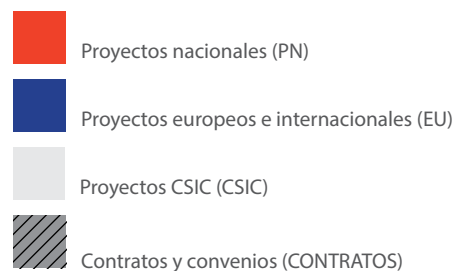 Proyectos nacionales (PN)
Proyectos europeos e internacionales (EU)
Proyectos CSIC (CSIC)
Contratos y convenios (CONTRATOS)